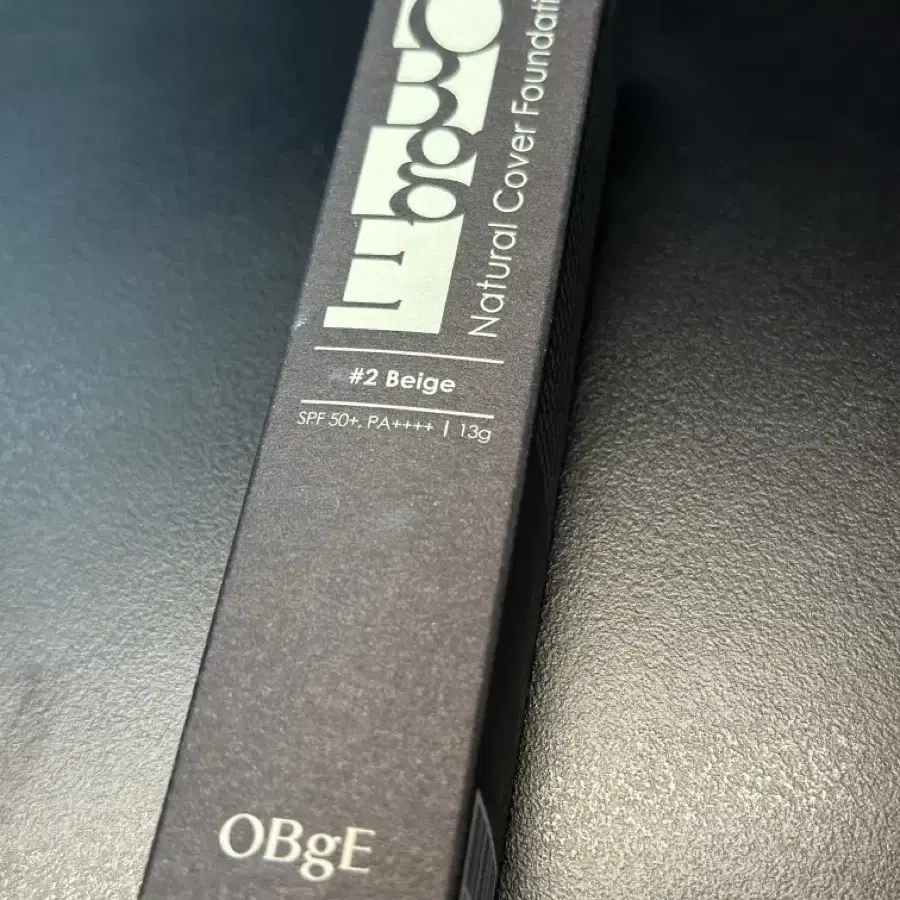 Natural Cover Foundati
#2 Beige
SPF 50+, PA++++ | 13g
OBgE